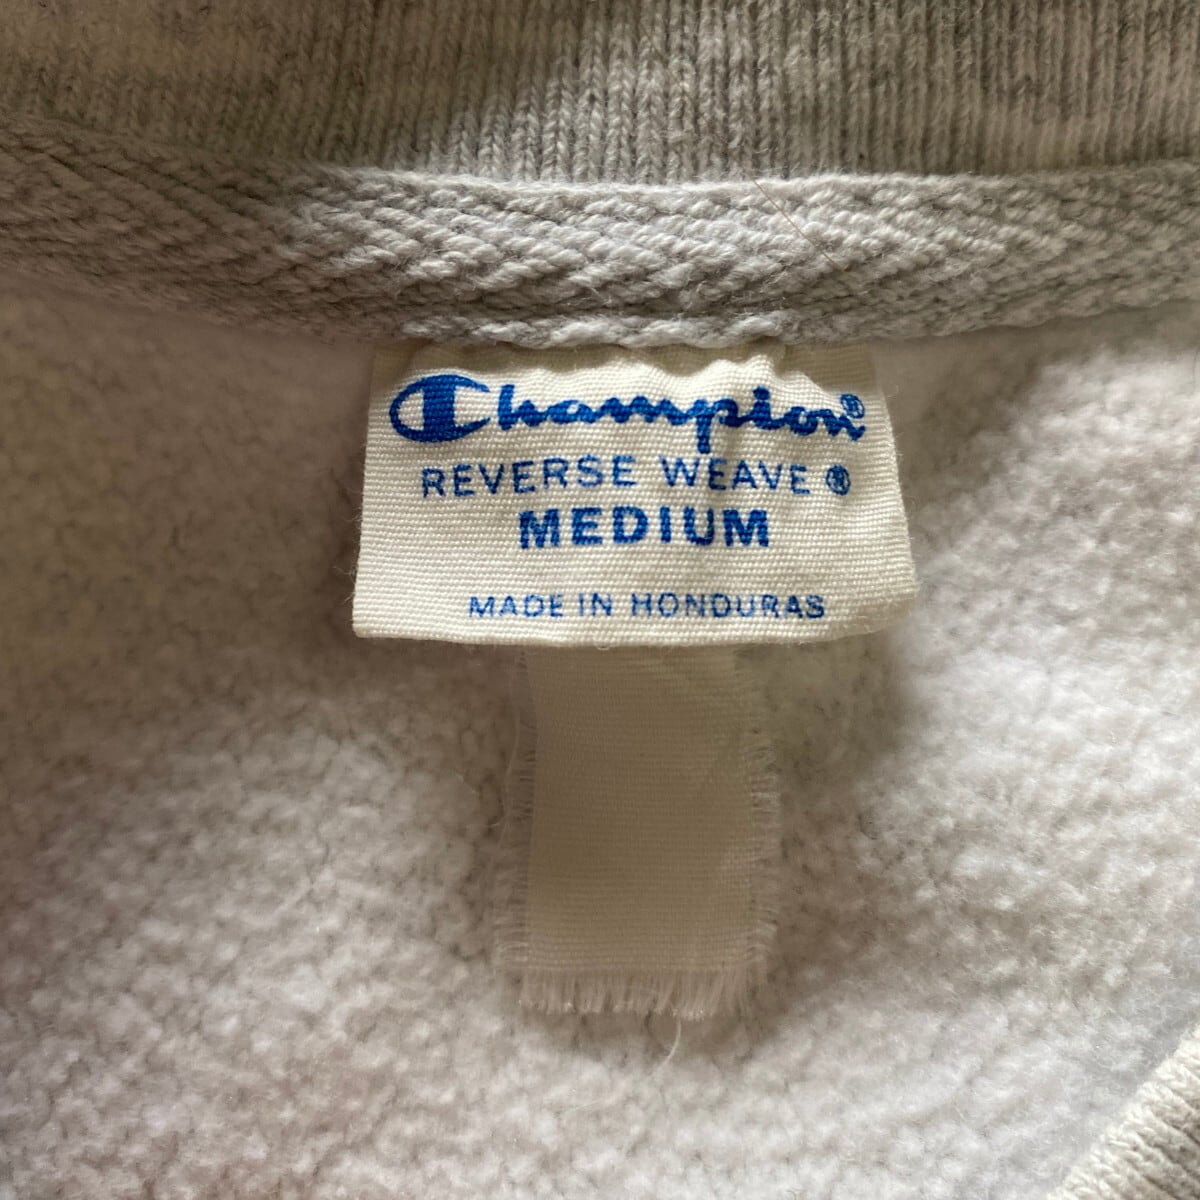 Champion®
REVERSE WEAVE ®
MEDIUM
MADE IN HONDURAS